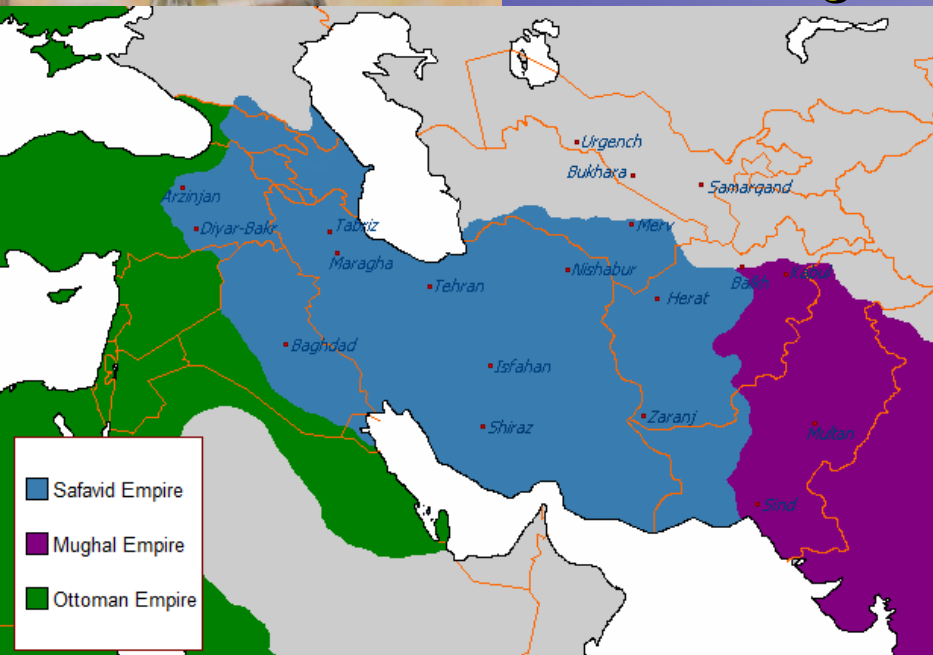 Urgench
Bukhara
Samarqand
Arzinjan
Diyar-Bakr
Tabriz
Merv
Maragha
Nishabur
Balkh
Kabul
Tehran
Herat
Baghdad
Isfahan
Zaranj
Shiraz
Multan
Sind
Safavid Empire
Mughal Empire
Ottoman Empire